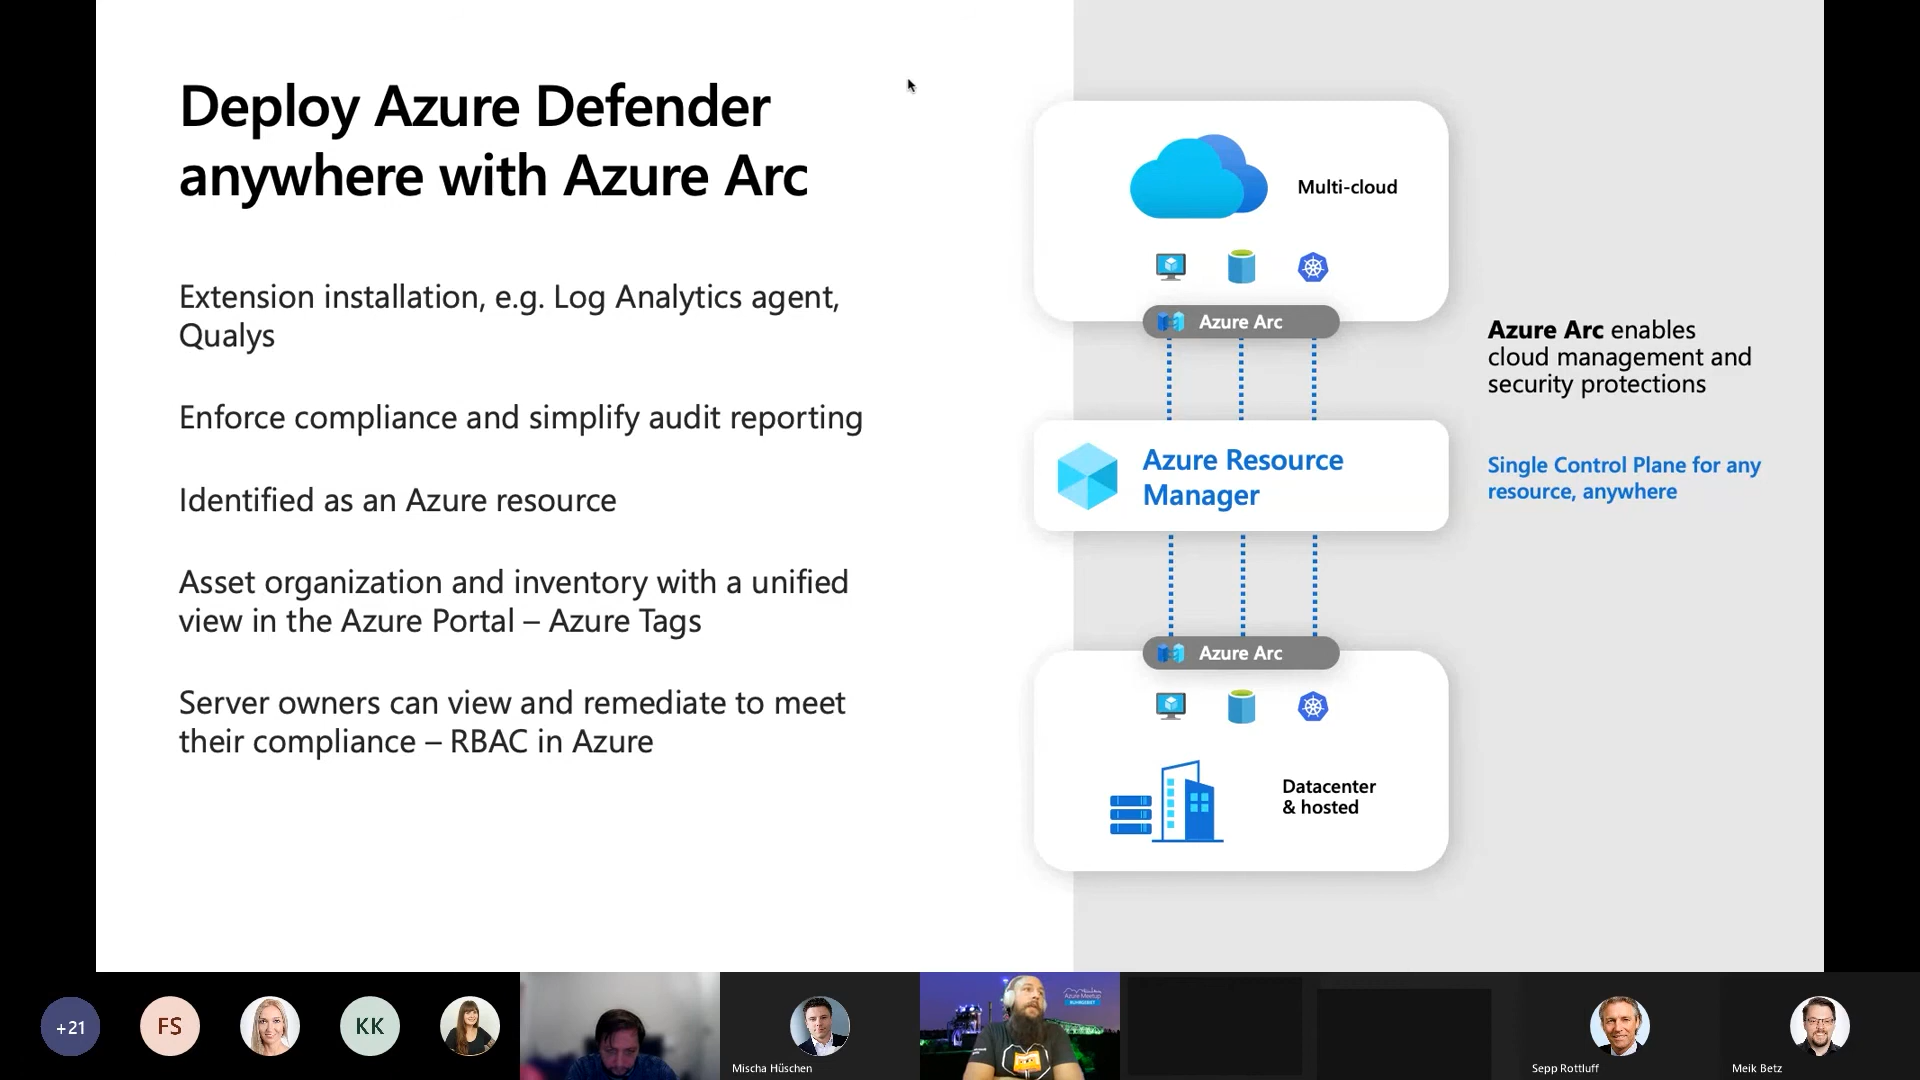 Deploy Azure Defender
anywhere with Azure Arc
Extension installation, e.g. Log Analytics agent,
Qualys
Enforce compliance and simplify audit reporting
Identified as an Azure resource
Asset organization and inventory with a unified
view in the Azure Portal – Azure Tags
Server owners can view and remediate to meet
their compliance – RBAC in Azure
Multi-cloud
Azure Arc
Azure Resource
Manager
Azure Arc
Datacenter
& hosted
Azure Arc enables
cloud management and
security protections
Single Control Plane for any
resource, anywhere
+21
FS
KK
Mischa Hüschen
Azure Meetup
Sepp Rottluff
Meik Betz